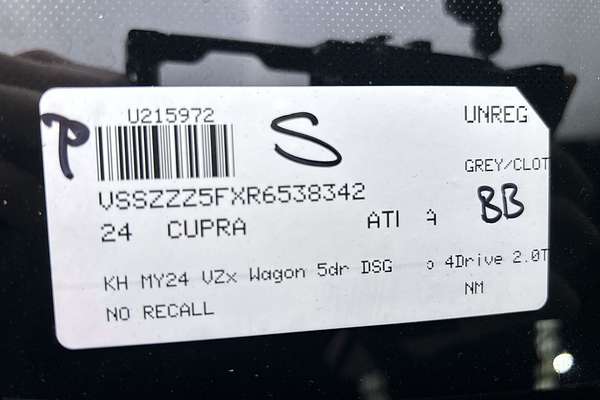 U215972
P
S
UNREG
VSSZZZ5FXR6538342
GREY/CLOT
BB
24 CUPRA ATI
KH MY24 VZx Wagon 5dr DSG 4Drive 2.0T
NO RECALL NM